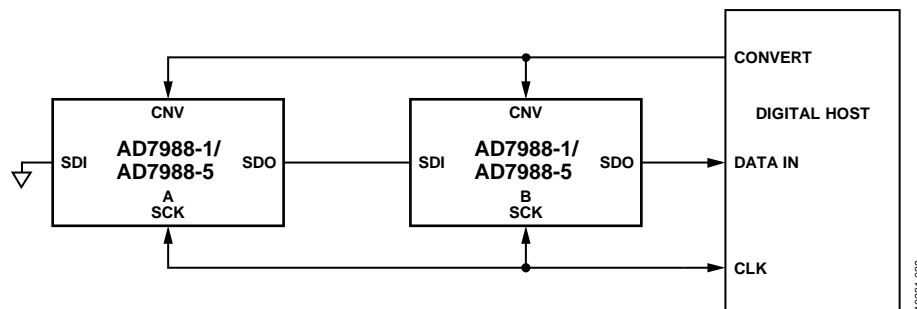 CONVERT
CNV
CNV
DIGITAL HOST
AD7988-1/
AD7988-5
AD7988-1/
AD7988-5
SDI
SDO
SDI
SDO
DATA IN
A
SCK
B
SCK
CLK